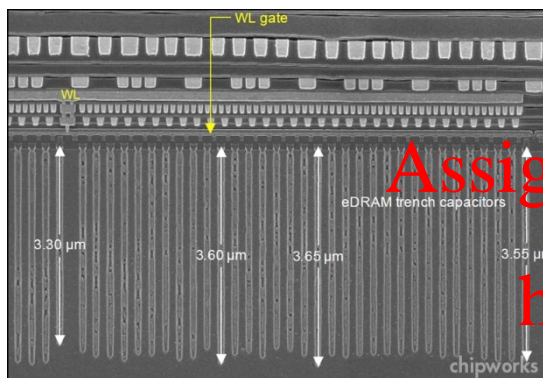 WL gate
WL
eDRAM trench capacitors
3.30 µm
3.60 µm
3.65 µm
3.55 µm
chipworks